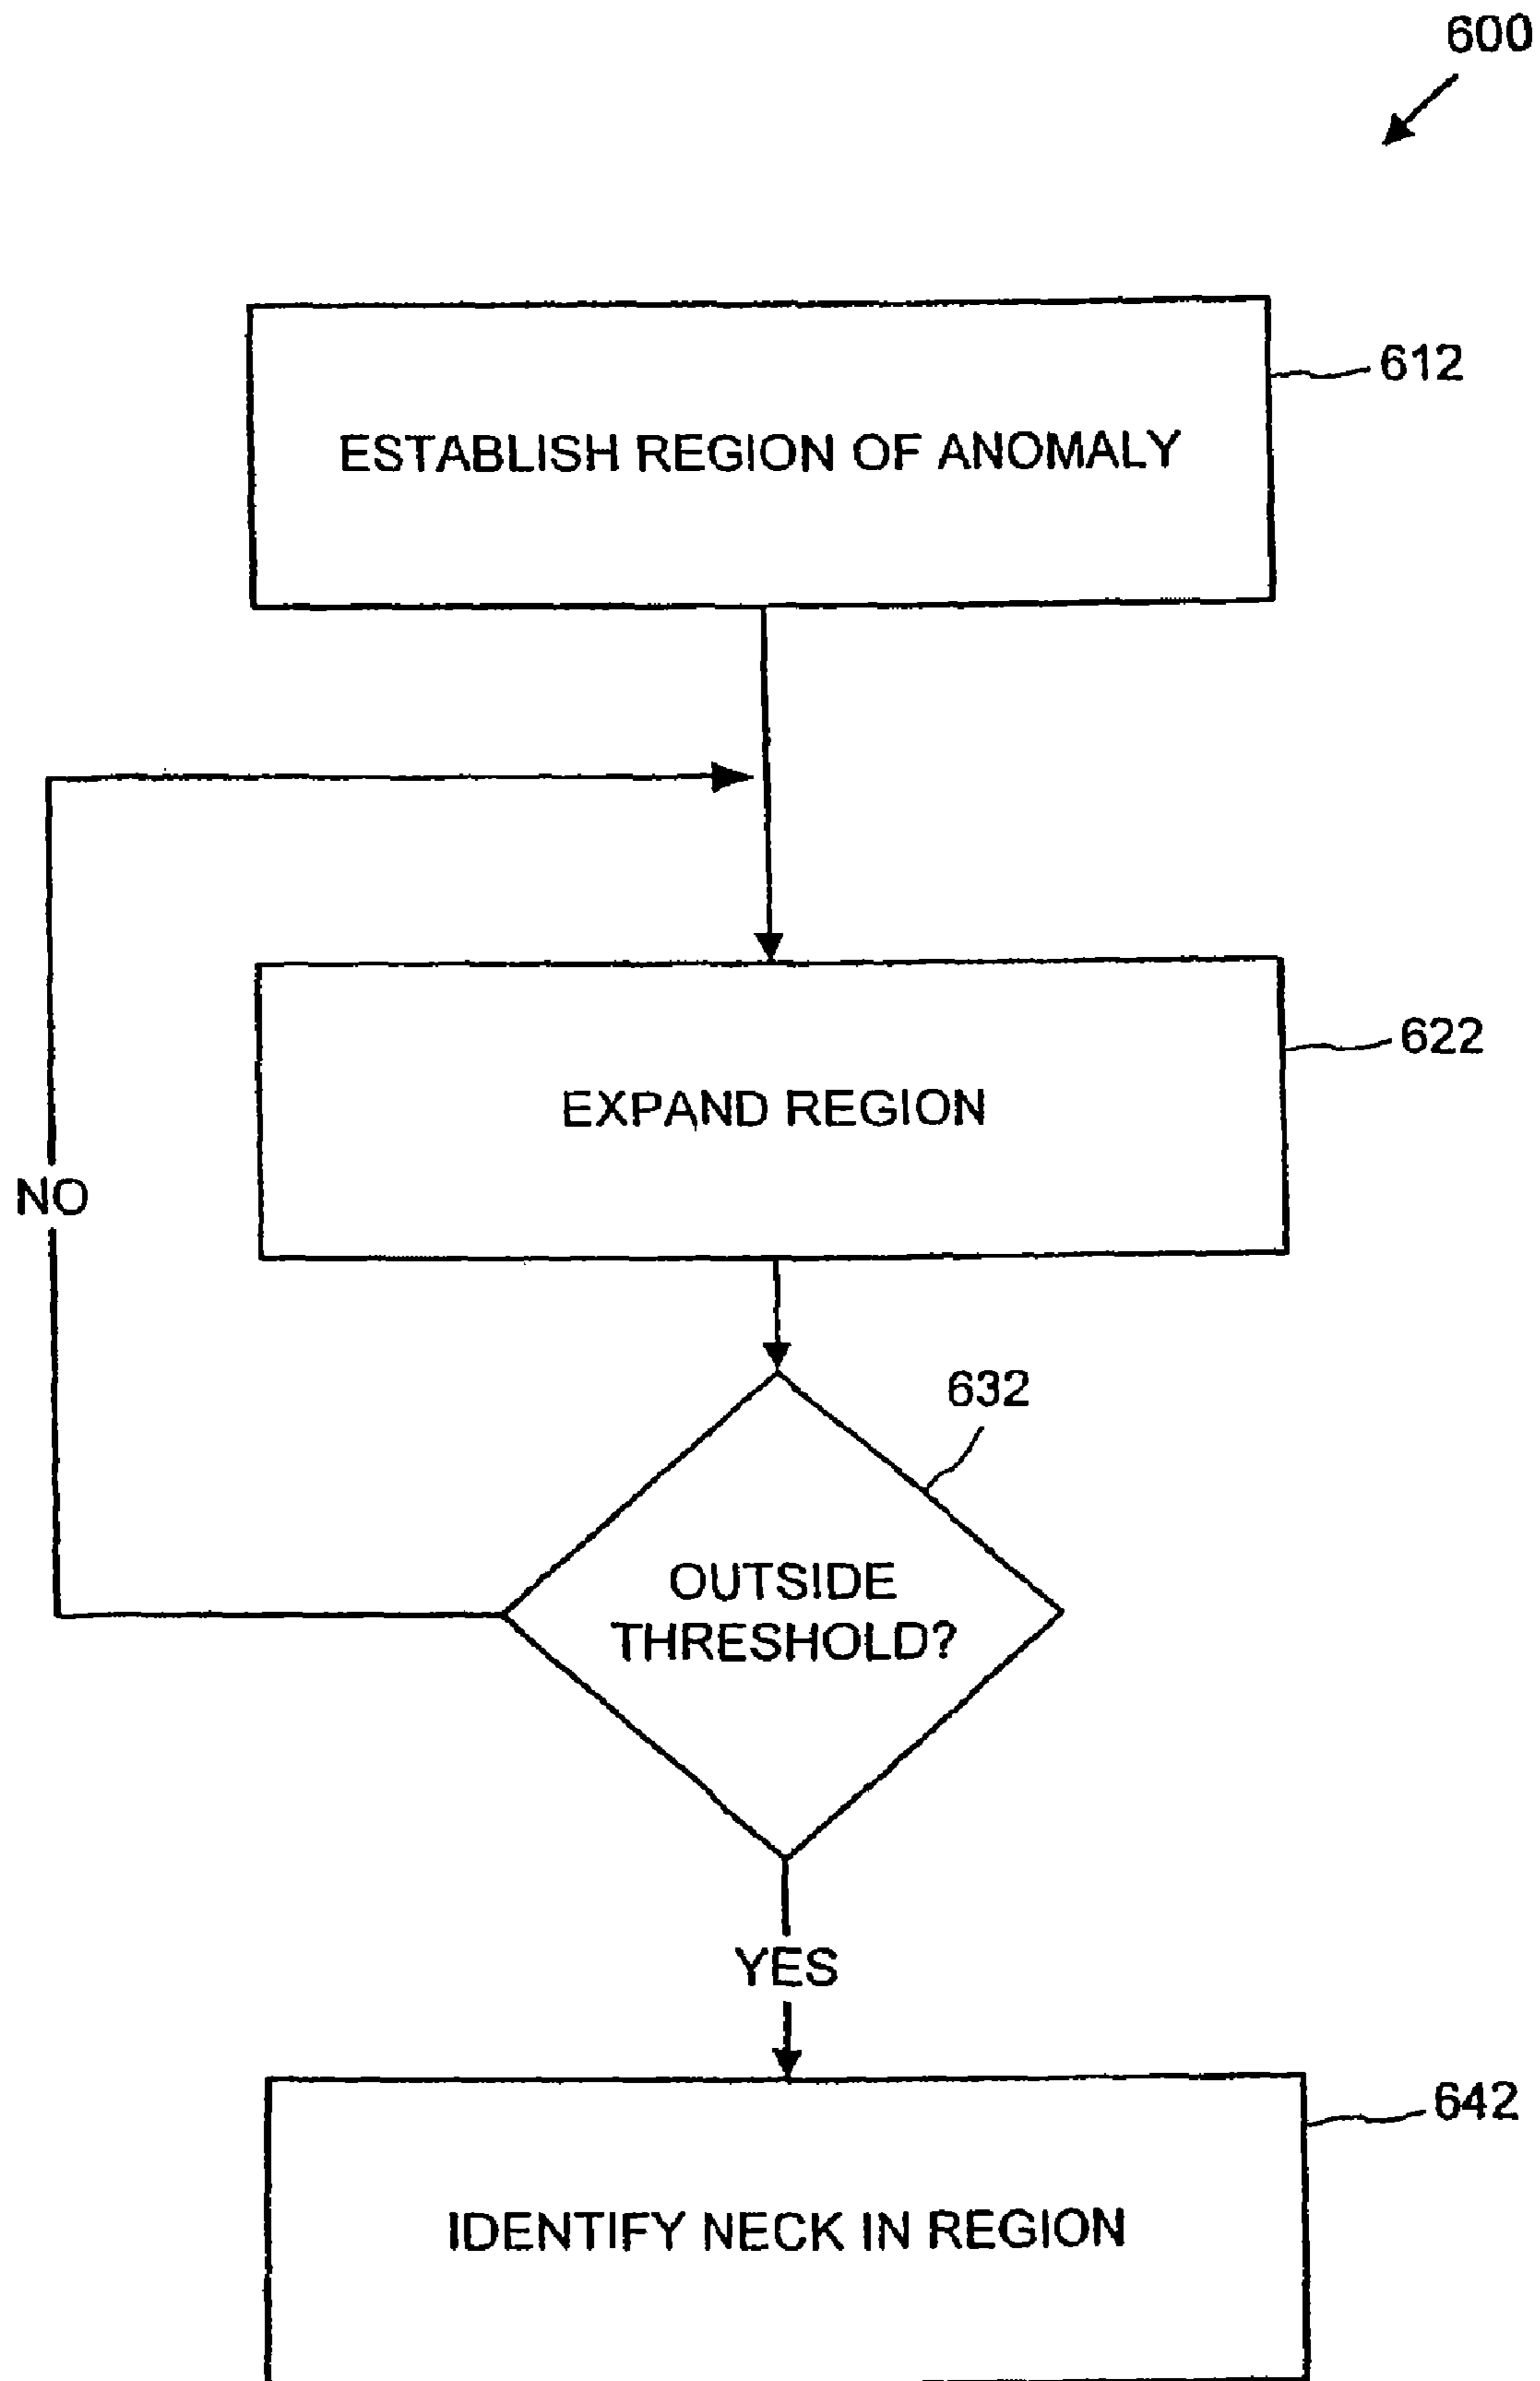 600
ESTABLISH REGION OF ANOMALY
612
EXPAND REGION
622
NO
632
OUTSIDE
THRESHOLD?
YES
642
IDENTIFY NECK IN REGION